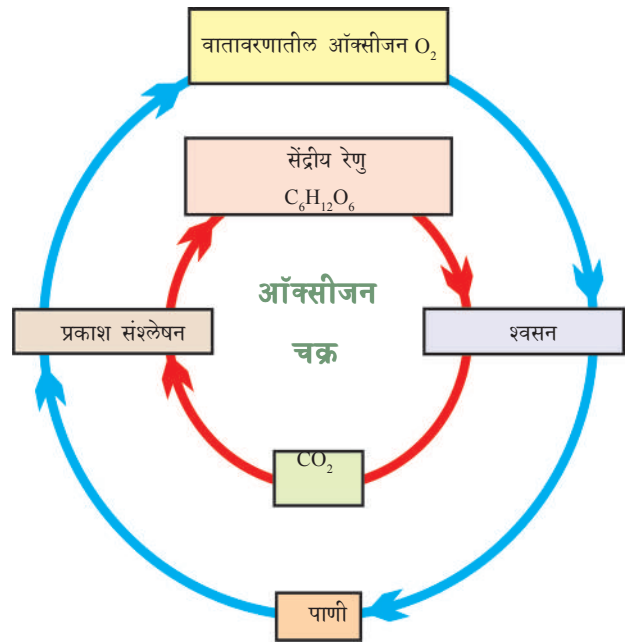 वातावरणातील ऑक्सीजन O₂
सेंद्रीय रेणु
C₆H₁₂O₆
ऑक्सीजन
चक्र
प्रकाश संश्लेषन
श्वसन
CO₂
पाणी